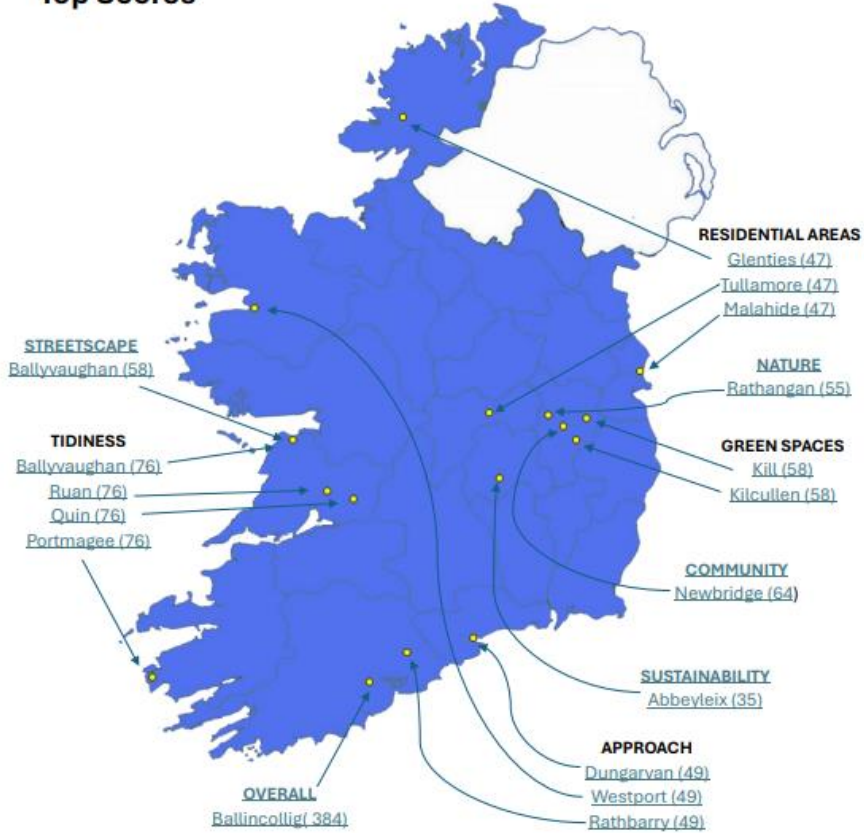 Top Scores
RESIDENTIAL AREAS
Glenties (47)
Tullamore (47)
Malahide (47)
STREETSCAPE
Ballyvaughan (58)
NATURE
Rathangan (55)
TIDINESS
Ballyvaughan (76)
Ruan (76)
Quin (76)
Portmagee (76)
GREEN SPACES
Kill (58)
Kilcullen (58)
COMMUNITY
Newbridge (64)
SUSTAINABILITY
Abbeyleix (35)
APPROACH
Dungarvan (49)
Westport (49)
Rathbarry (49)
OVERALL
Ballincollig( 384)